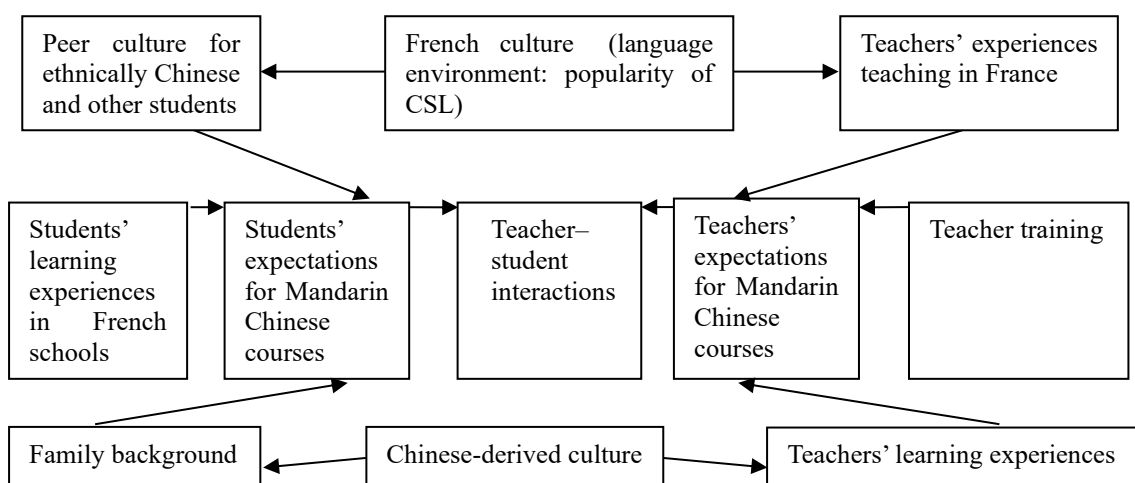 Peer culture for
ethnically Chinese
and other students
French culture (language
environment: popularity of
CSL)
Teachers’ experiences
teaching in France
Students’
learning
experiences
in French
schools
Students’
expectations
for Mandarin
Chinese
courses
Teacher–
student
interactions
Teachers’
expectations
for Mandarin
Chinese
courses
Teacher training
Family background
Chinese-derived culture
Teachers’ learning experiences